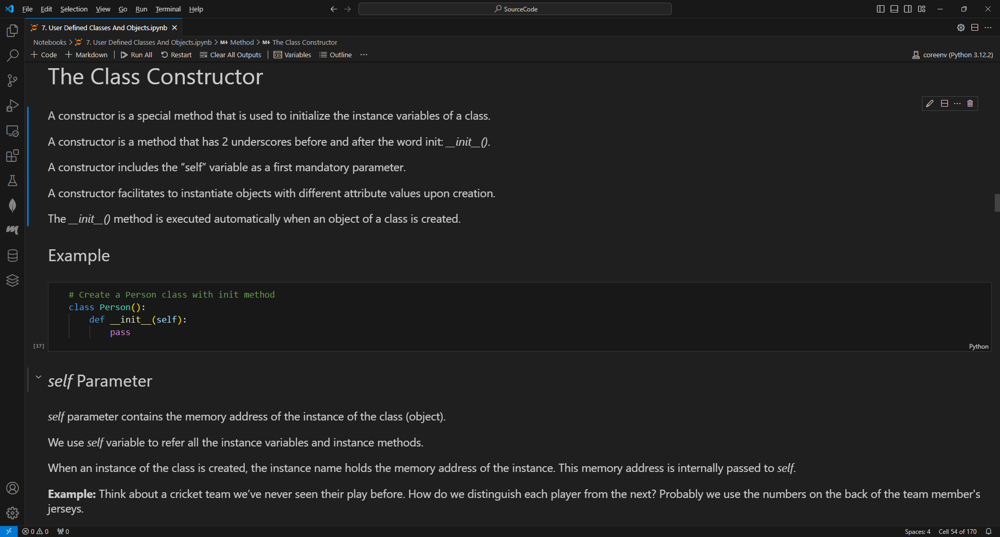 File Edit Selection View Go Run Terminal Help
SourceCode
7. User Defined Classes And Objects.ipynb
Notebooks > 7. User Defined Classes And Objects.ipynb > M↓ Method > M↓ The Class Constructor
Code Markdown Run All Restart Clear All Outputs Variables Outline ...
coreenv (Python 3.12.2)
The Class Constructor
A constructor is a special method that is used to initialize the instance variables of a class.
A constructor is a method that has 2 underscores before and after the word init: __init__().
A constructor includes the “self” variable as a first mandatory parameter.
A constructor facilitates to instantiate objects with different attribute values upon creation.
The __init__() method is executed automatically when an object of a class is created.
Example
# Create a Person class with init method
class Person():
    def __init__(self):
        pass
[17]
Python
self Parameter
self parameter contains the memory address of the instance of the class (object).
We use self variable to refer all the instance variables and instance methods.
When an instance of the class is created, the instance name holds the memory address of the instance. This memory address is internally passed to self.
Example: Think about a cricket team we’ve never seen their play before. How do we distinguish each player from the next? Probably we use the numbers on the back of the team member's
jerseys.
0 0 0
Spaces: 4 Cell 54 of 170